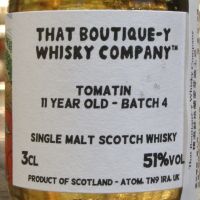 THAT BOUTIQUE-Y
WHISKY COMPANY™
TOMATIN
11 YEAR OLD - BATCH 4
SINGLE MALT SCOTCH WHISKY
3CL 51%VOL
PRODUCT OF SCOTLAND - ATOM. TN9 1RA. UK